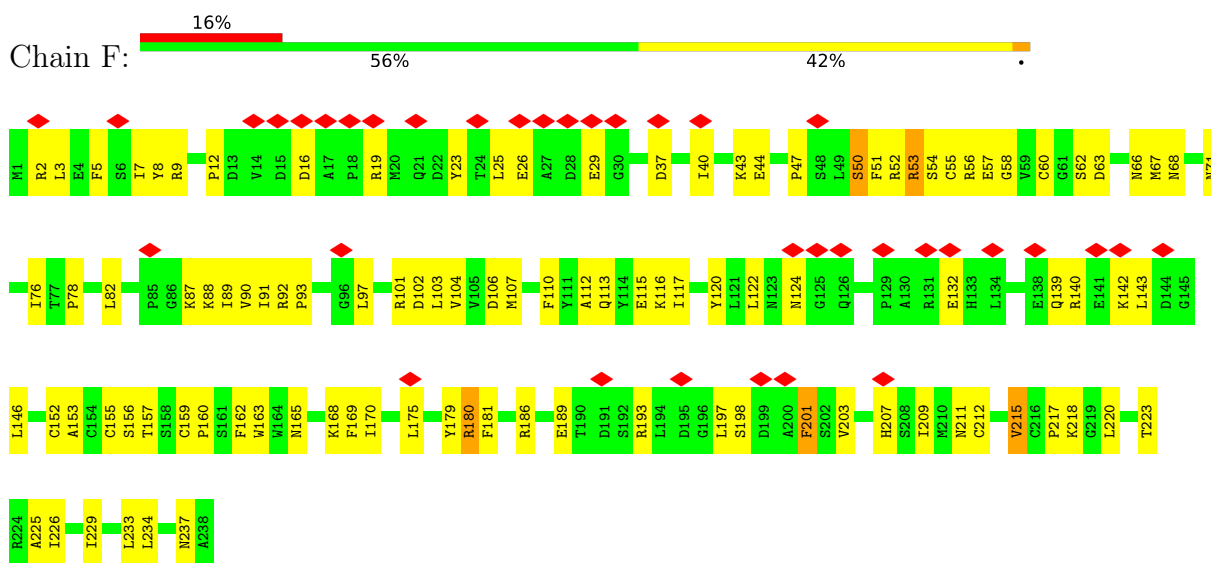 16%
Chain F:
56% 42% •
M1 R2 L3 E4 F5 S6 I7 Y8 R9 P12 D13 V14 D15 D16 A17 P18 R19 M20 Q21 D22 Y23 T24 L25 E26 A27 D28 E29 G30 D37 I40 K43 E44 P47 S48 L49 S50 F51 R52 R53 S54 C55 R56 E57 G58 V59 C60 G61 S62 D63 N66 M67 N68 N71
I76 T77 P78 L82 P85 G86 K87 K88 I89 V90 I91 R92 P93 G96 L97 R101 D102 L103 V104 V105 D106 M107 F110 Y111 A112 Q113 Y114 E115 K116 I117 Y120 L121 L122 N123 N124 G125 Q126 P129 A130 R131 E132 H133 L134 E138 Q139 R140 E141 K142 L143 D144 G145
L146 C152 A153 C154 C155 S156 T157 S158 C159 P160 S161 F162 W163 W164 N165 K168 F169 I170 L175 Y179 R180 F181 R186 E189 T190 D191 S192 R193 L194 D195 G196 L197 S198 D199 A200 F201 S202 V203 H207 S208 I209 M210 N211 C212 V215 C216 P217 K218 G219 L220 T223
R224 A225 I226 I229 L233 L234 N237 A238